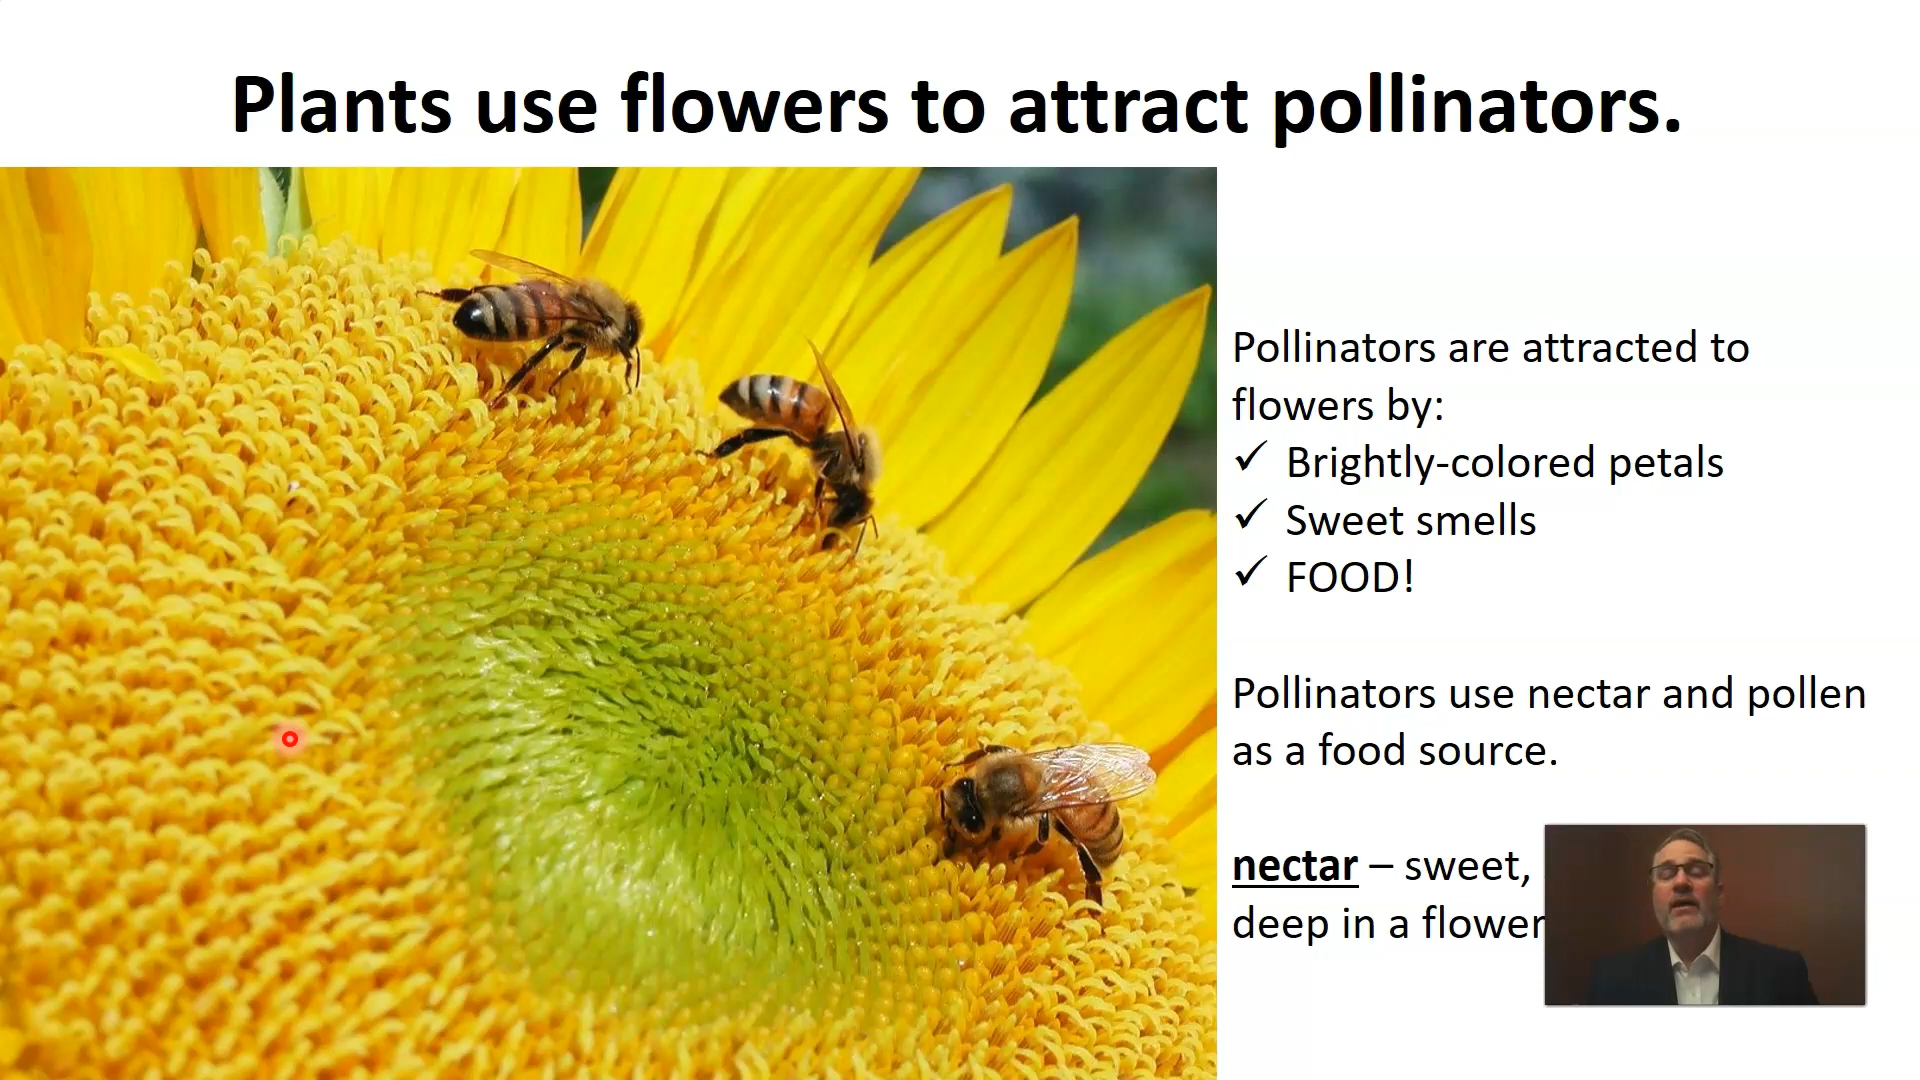 Plants use flowers to attract pollinators.
Pollinators are attracted to
flowers by:
✓ Brightly-colored petals
✓ Sweet smells
✓ FOOD!
Pollinators use nectar and pollen
as a food source.
nectar – sweet,
deep in a flower